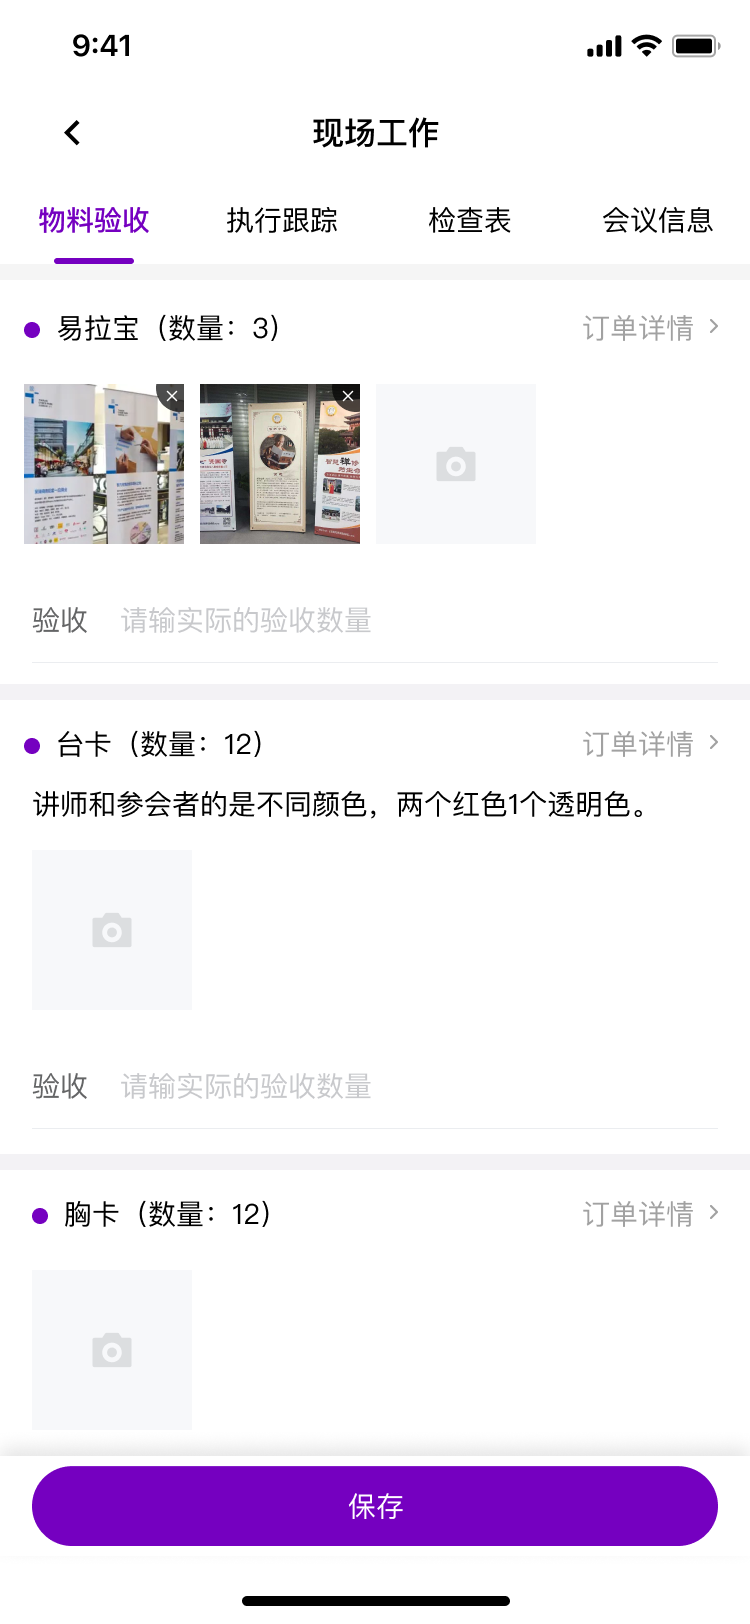 9:41
现场工作
物料验收 执行跟踪 检查表 会议信息
易拉宝（数量：3） 订单详情
验收 请输实际的验收数量
台卡（数量：12） 订单详情
讲师和参会者的是不同颜色，两个红色1个透明色。
验收 请输实际的验收数量
胸卡（数量：12） 订单详情
保存